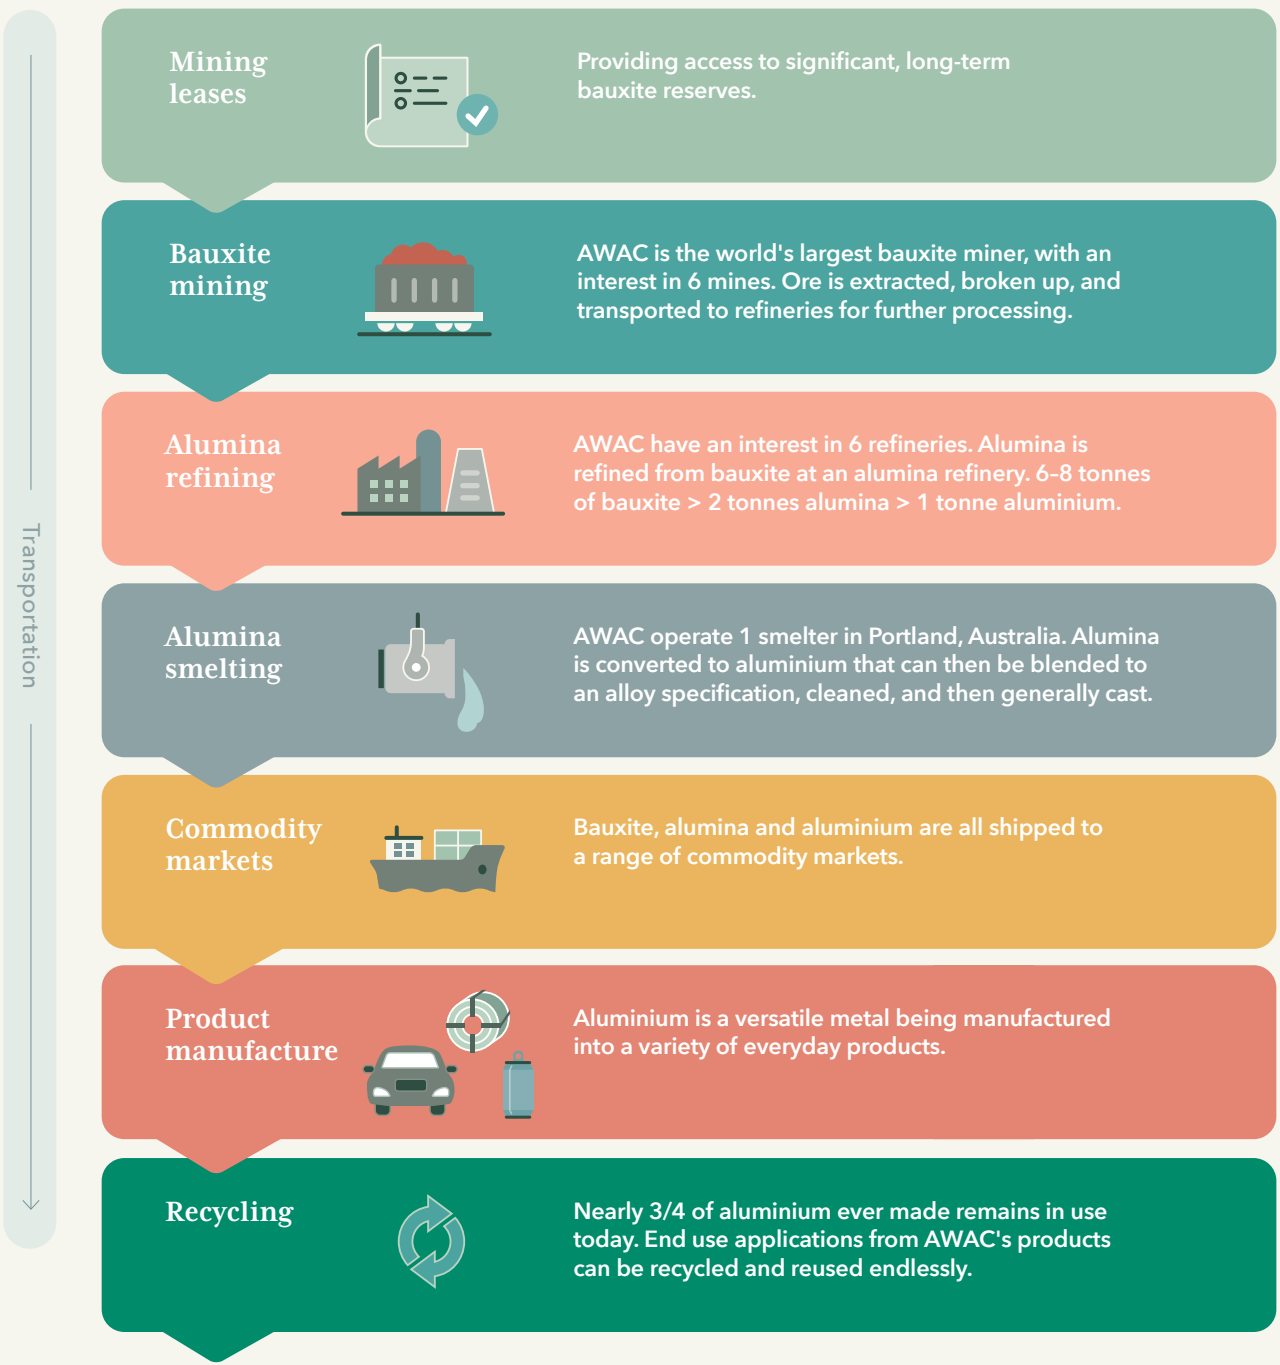 Transportation
Mining
leases
Providing access to significant, long-term
bauxite reserves.
Bauxite
mining
AWAC is the world's largest bauxite miner, with an
interest in 6 mines. Ore is extracted, broken up, and
transported to refineries for further processing.
Alumina
refining
AWAC have an interest in 6 refineries. Alumina is
refined from bauxite at an alumina refinery. 6–8 tonnes
of bauxite > 2 tonnes alumina > 1 tonne aluminium.
Alumina
smelting
AWAC operate 1 smelter in Portland, Australia. Alumina
is converted to aluminium that can then be blended to
an alloy specification, cleaned, and then generally cast.
Commodity
markets
Bauxite, alumina and aluminium are all shipped to
a range of commodity markets.
Product
manufacture
Aluminium is a versatile metal being manufactured
into a variety of everyday products.
Recycling
Nearly 3/4 of aluminium ever made remains in use
today. End use applications from AWAC's products
can be recycled and reused endlessly.